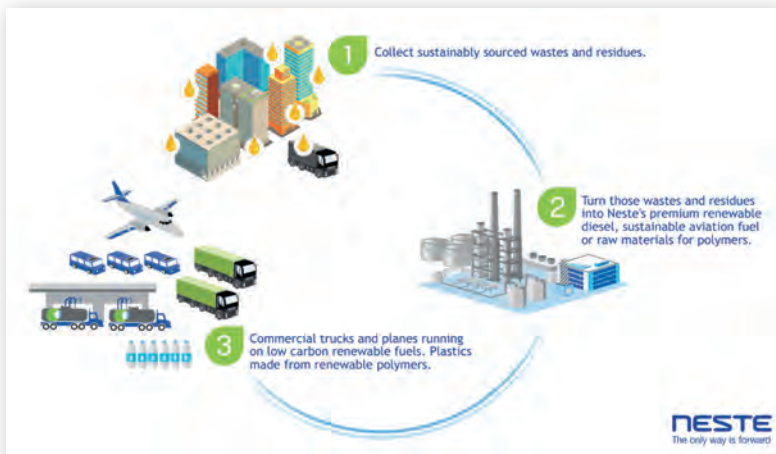 1
Collect sustainably sourced wastes and residues.
2
Turn those wastes and residues
into Neste's premium renewable
diesel, sustainable aviation fuel
or raw materials for polymers.
3
Commercial trucks and planes running
on low carbon renewable fuels. Plastics
made from renewable polymers.
NESTE
The only way is forward